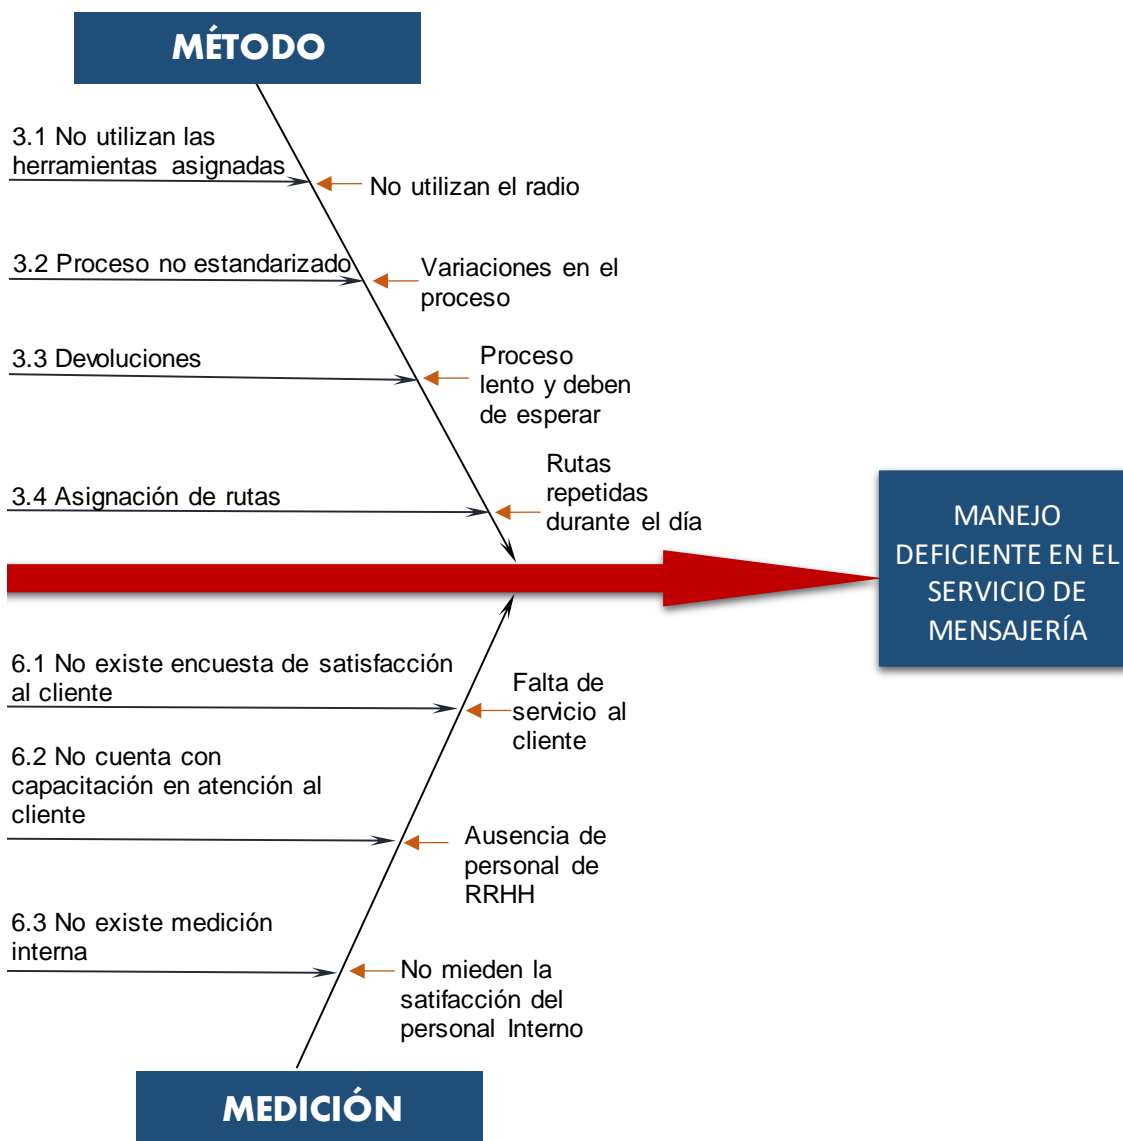 MÉTODO
3.1 No utilizan las
herramientas asignadas
No utilizan el radio
3.2 Proceso no estandarizado
Variaciones en el
proceso
3.3 Devoluciones
Proceso
lento y deben
de esperar
3.4 Asignación de rutas
Rutas
repetidas
durante el día
MANEJO
DEFICIENTE EN EL
SERVICIO DE
MENSAJERÍA
6.1 No existe encuesta de satisfacción
al cliente
Falta de
servicio al
cliente
6.2 No cuenta con
capacitación en atención al
cliente
Ausencia de
personal de
RRHH
6.3 No existe medición
interna
No mieden la
satifacción del
personal Interno
MEDICIÓN